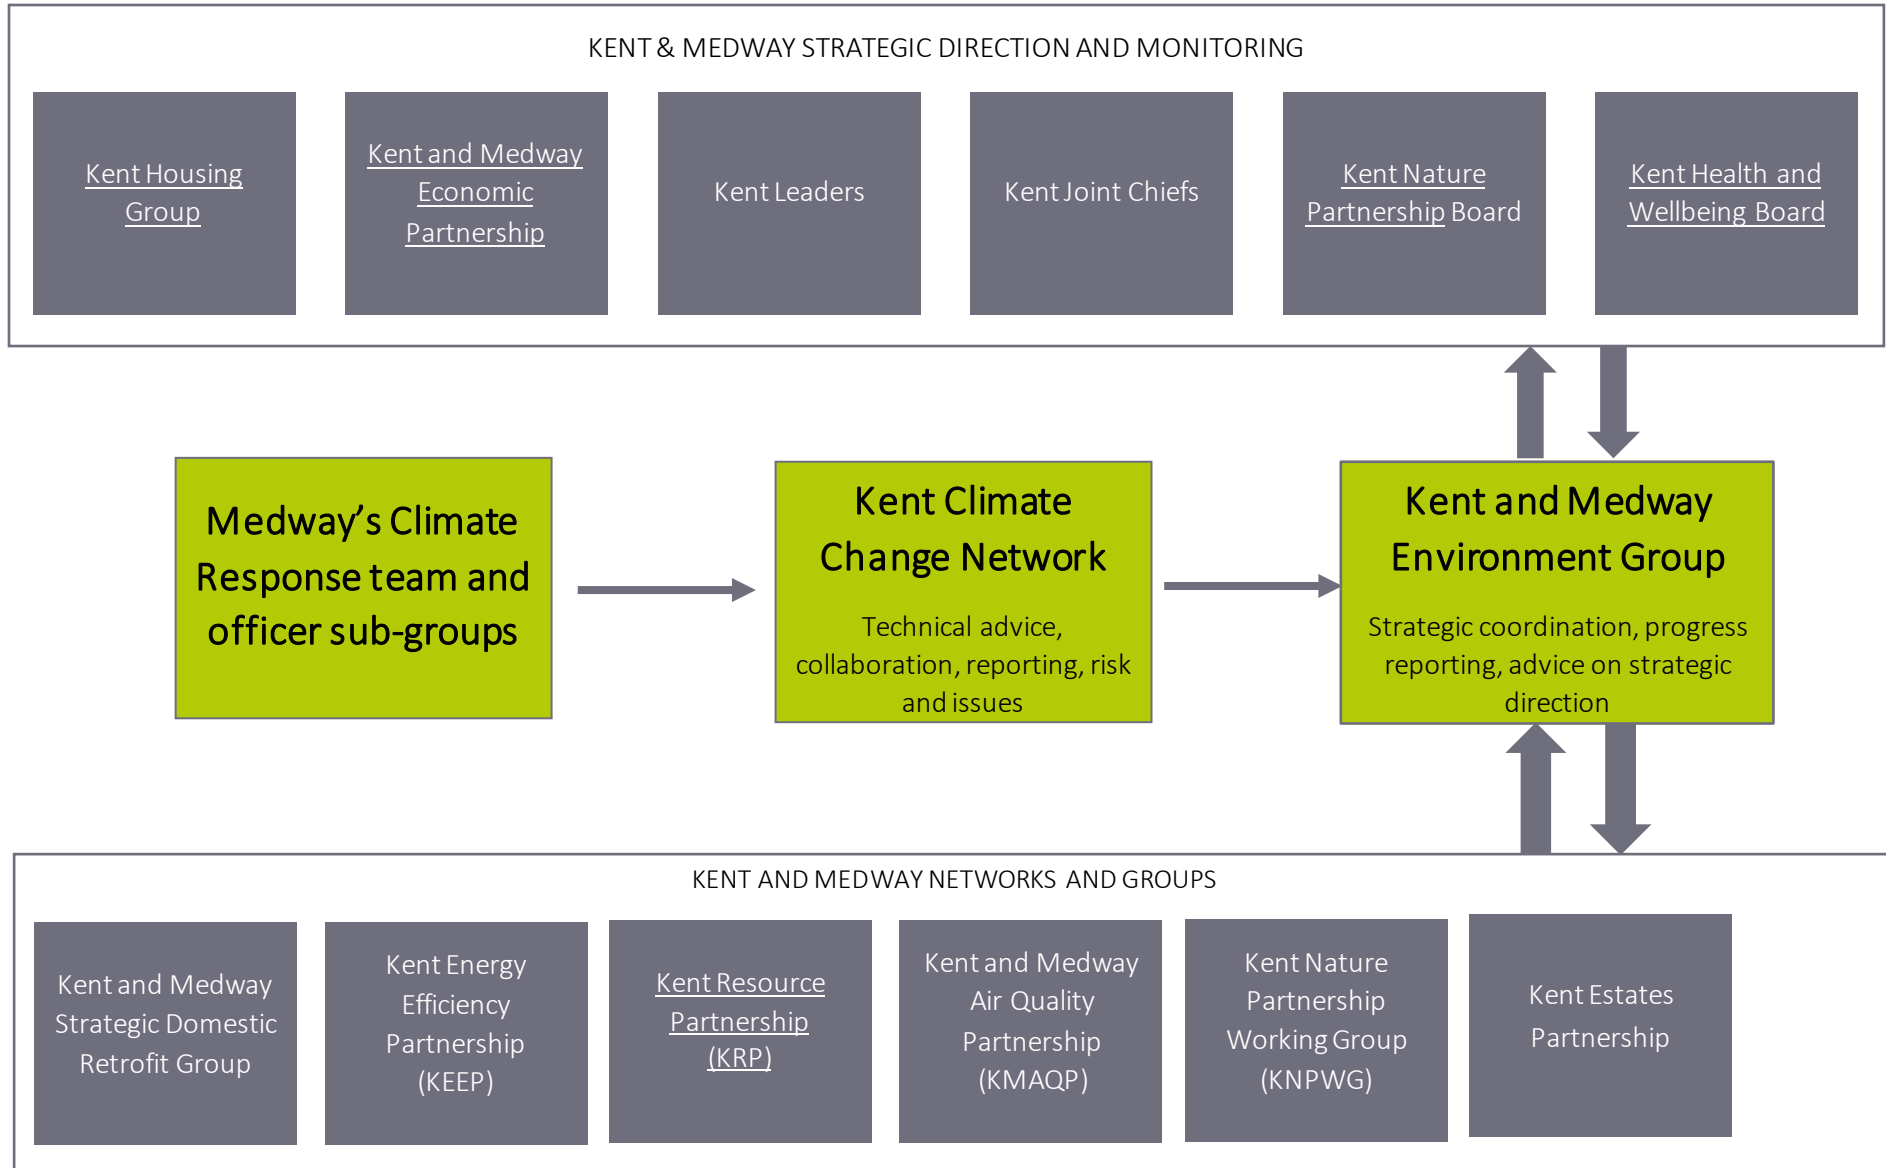 KENT & MEDWAY STRATEGIC DIRECTION AND MONITORING
Kent Housing
Group
Kent and Medway
Economic
Partnership
Kent Leaders
Kent Joint Chiefs
Kent Nature
Partnership Board
Kent Health and
Wellbeing Board
Medway's Climate
Response team and
officer sub-groups
Kent Climate
Change Network
Technical advice,
collaboration, reporting, risk
and issues
Kent and Medway
Environment Group
Strategic coordination, progress
reporting, advice on strategic
direction
KENT AND MEDWAY NETWORKS AND GROUPS
Kent and Medway
Strategic Domestic
Retrofit Group
Kent Energy
Efficiency
Partnership
(KEEP)
Kent Resource
Partnership
(KRP)
Kent and Medway
Air Quality
Partnership
(KMAQP)
Kent Nature
Partnership
Working Group
(KNPWG)
Kent Estates
Partnership